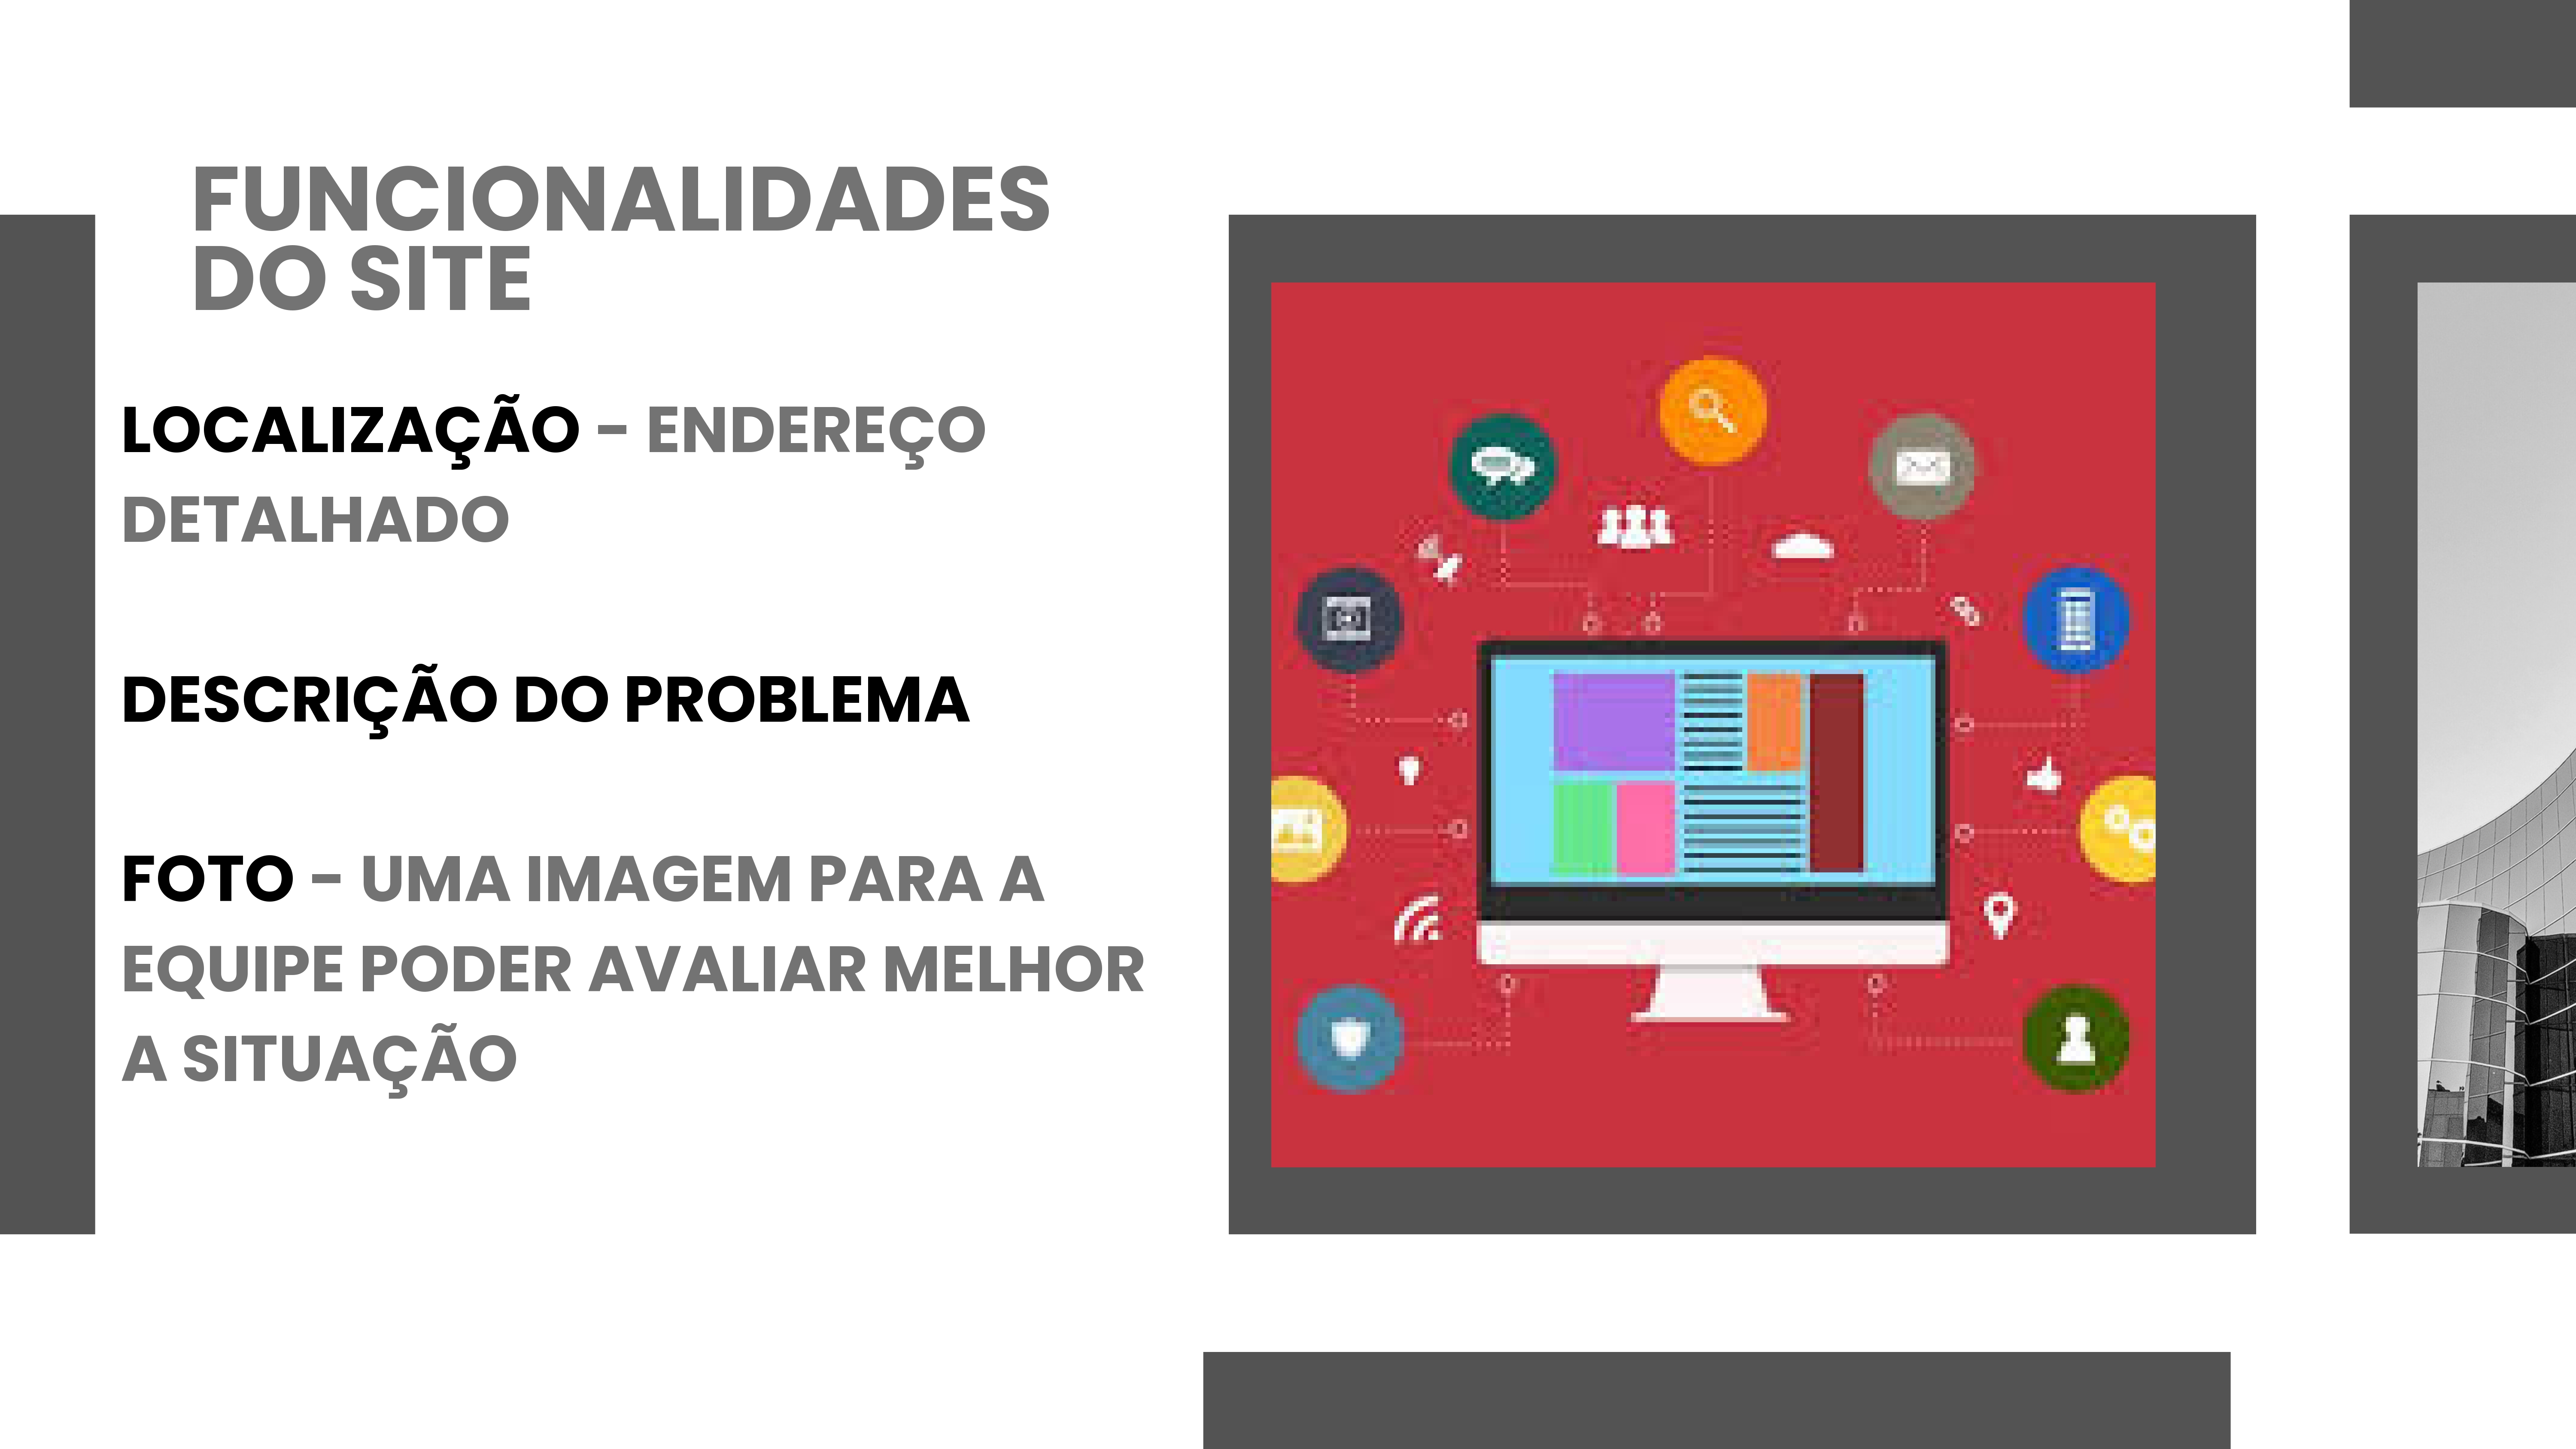 FUNCIONALIDADES
DO SITE
LOCALIZAÇÃO - ENDEREÇO
DETALHADO
DESCRIÇÃO DO PROBLEMA
FOTO - UMA IMAGEM PARA A
EQUIPE PODER AVALIAR MELHOR
A SITUAÇÃO